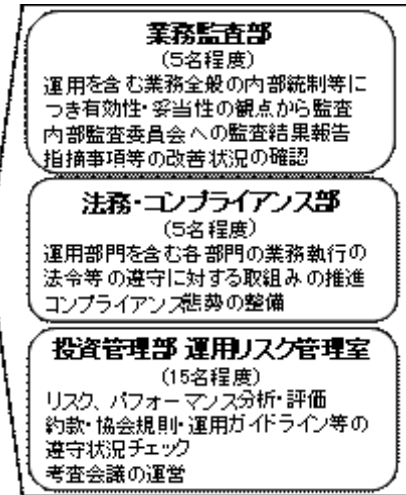 業務監査部
(5名程度)
運用を含む業務全般の内部統制等に
つき有効性・妥当性の観点から監査
内部監査委員会への監査結果報告
指摘事項等の改善状況の確認
法務・コンプライアンス部
(5名程度)
運用部門を含む各部門の業務執行の
法令等の遵守に対する取組みの推進
コンプライアンス態勢の整備
投資管理部 運用リスク管理室
(15名程度)
リスク、パフォーマンス分析・評価
約款・協会規則・運用ガイドライン等の
遵守状況チェック
考査会議の運営